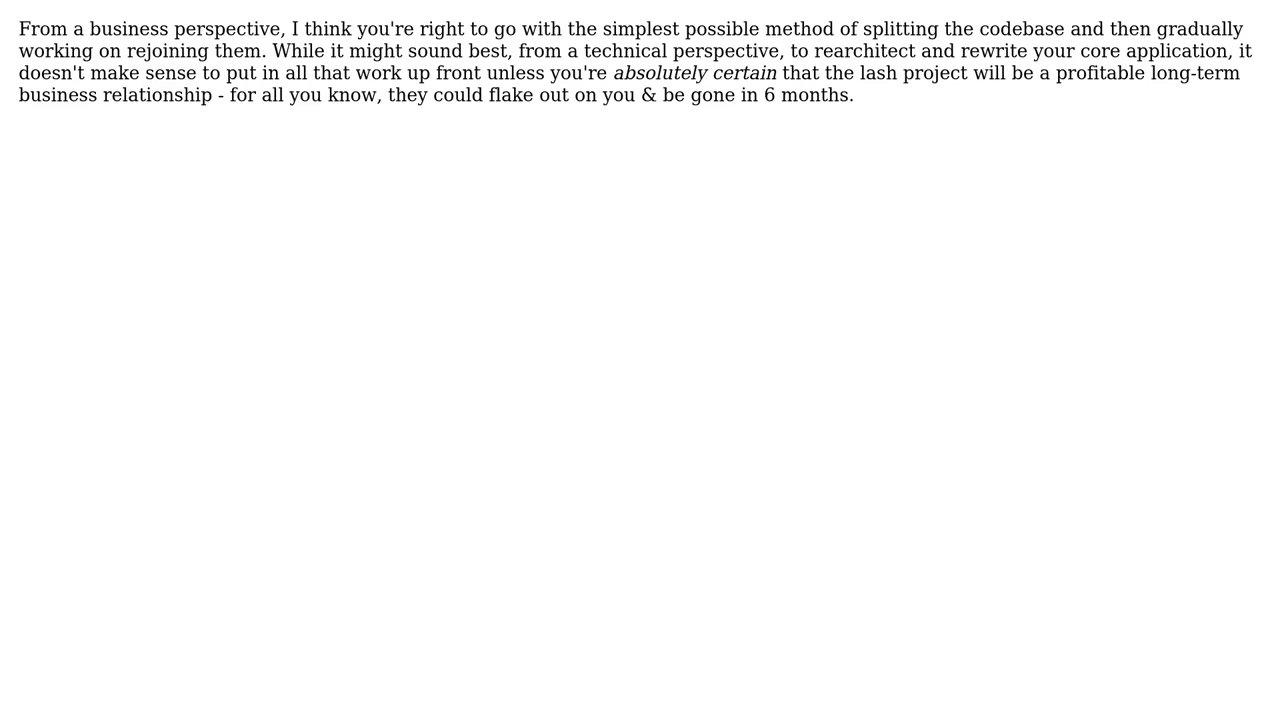 From a business perspective, I think you're right to go with the simplest possible method of splitting the codebase and then gradually
working on rejoining them. While it might sound best, from a technical perspective, to rearchitect and rewrite your core application, it
doesn't make sense to put in all that work up front unless you're absolutely certain that the lash project will be a profitable long-term
business relationship - for all you know, they could flake out on you & be gone in 6 months.